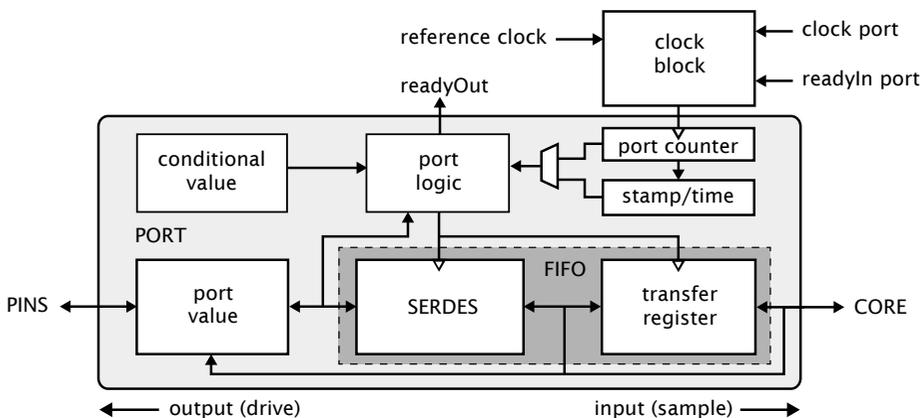 reference clock
clock
block
clock port
readyIn port
readyOut
conditional
value
port
logic
port counter
stamp/time
PORT
FIFO
PINS
port
value
SERDES
transfer
register
CORE
output (drive)
input (sample)